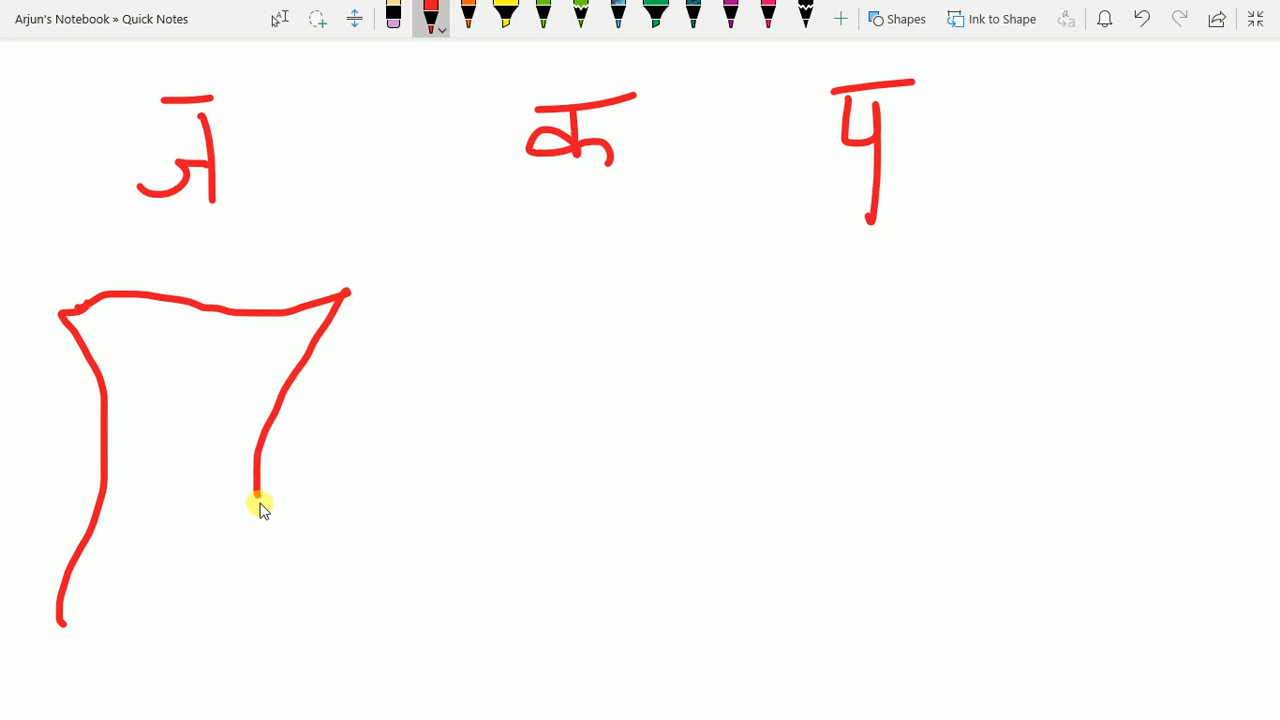 Arjun's Notebook » Quick Notes Shapes Ink to Shape
ज क प